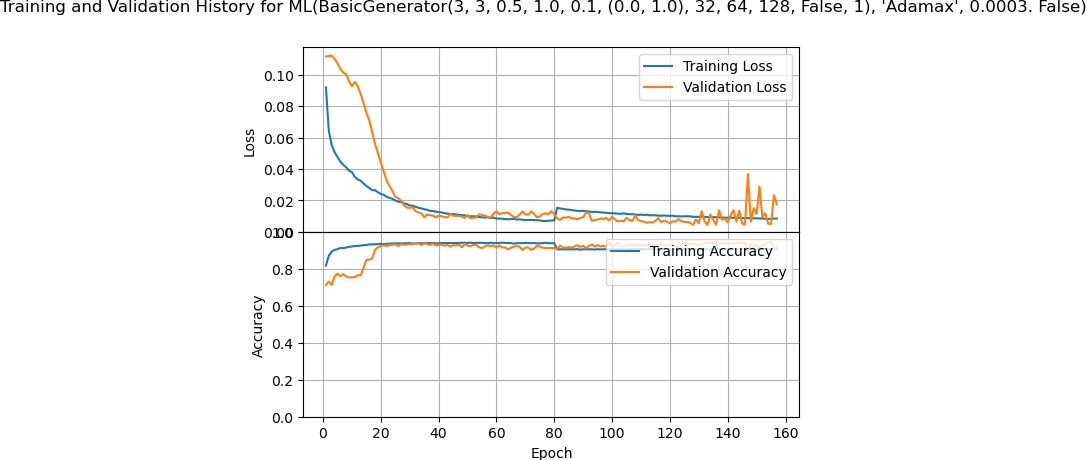 Training and Validation History for ML(BasicGenerator(3, 3, 0.5, 1.0, 0.1, (0.0, 1.0), 32, 64, 128, False, 1), 'Adamax', 0.0003. False)
Training Loss
Validation Loss
0.10
0.08
0.06
0.04
0.02
0.00
Loss
1.0
0.8
0.6
0.4
0.2
0.0
Accuracy
Training Accuracy
Validation Accuracy
0 20 40 60 80 100 120 140 160
Epoch